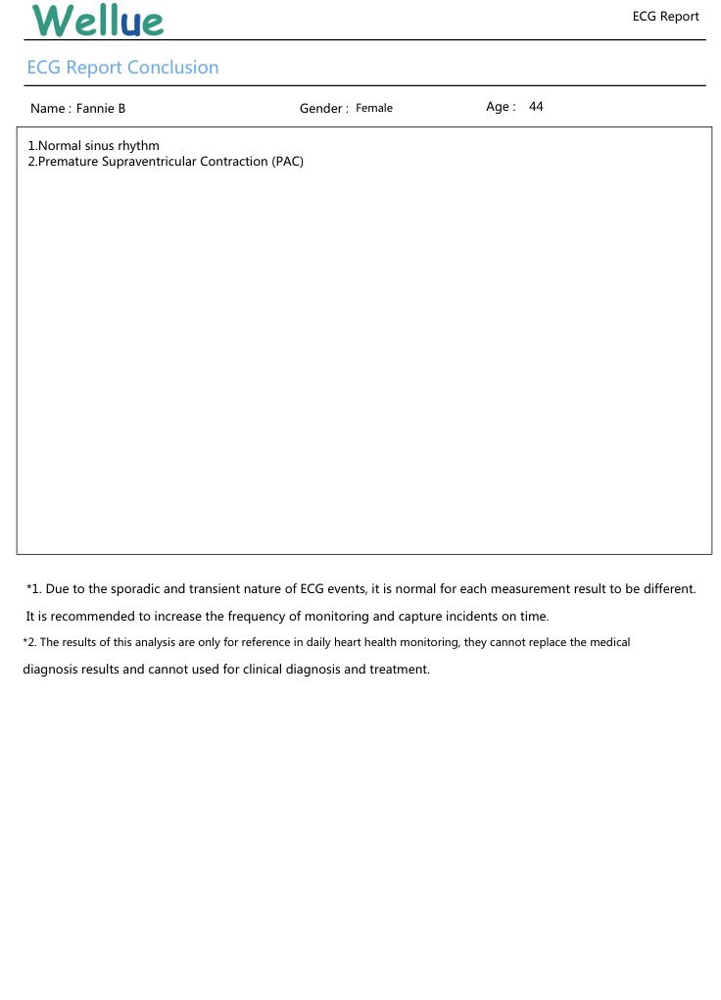 Wellue
ECG Report
ECG Report Conclusion
Name : Fannie B Gender : Female Age : 44
1.Normal sinus rhythm
2.Premature Supraventricular Contraction (PAC)
*1. Due to the sporadic and transient nature of ECG events, it is normal for each measurement result to be different.
It is recommended to increase the frequency of monitoring and capture incidents on time.
*2. The results of this analysis are only for reference in daily heart health monitoring, they cannot replace the medical
diagnosis results and cannot used for clinical diagnosis and treatment.